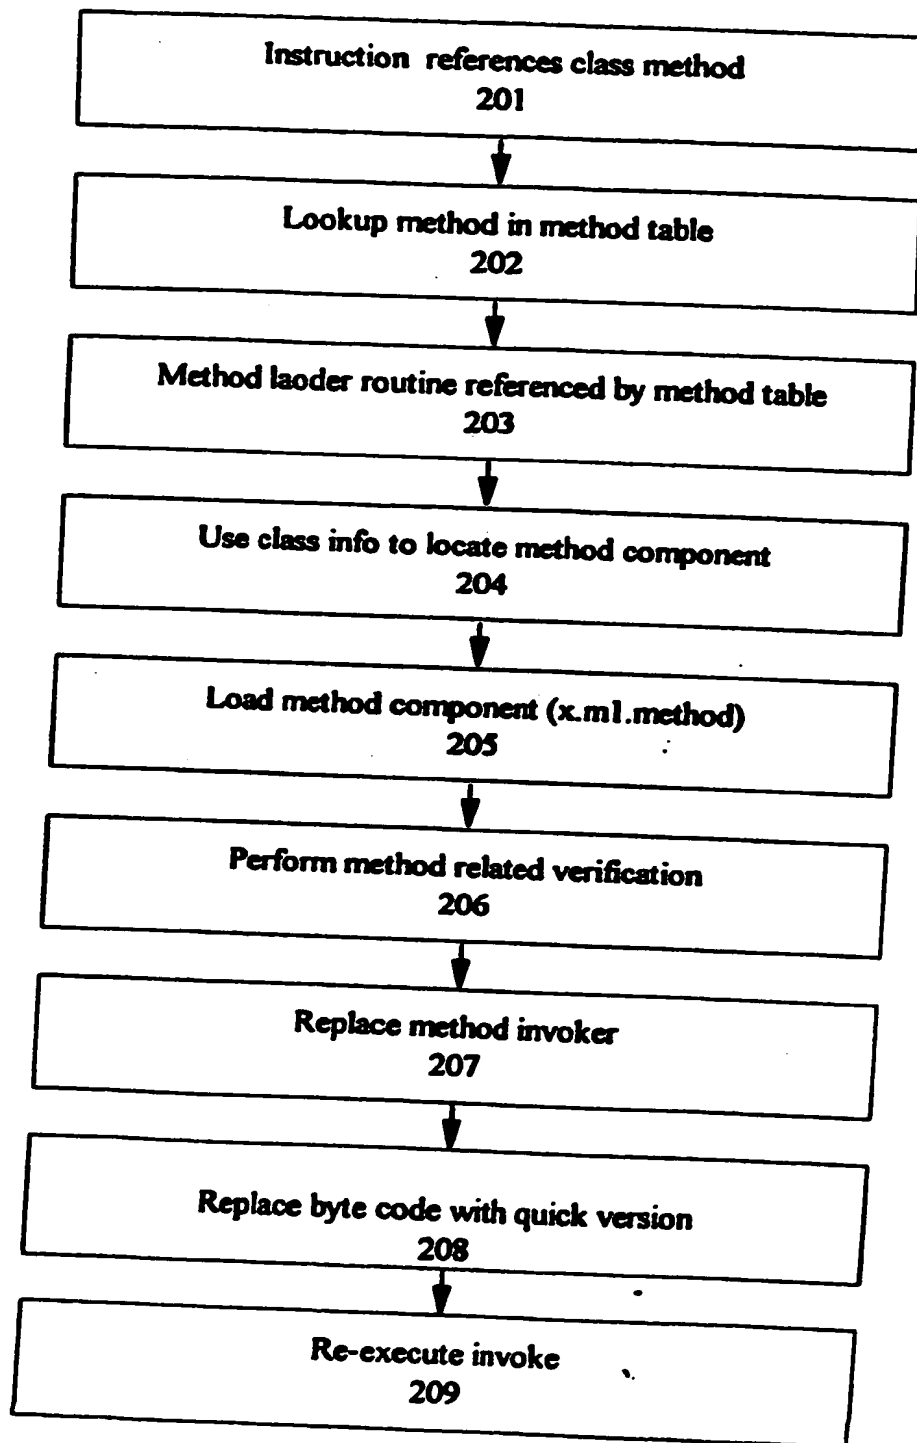 Instruction references class method
201
Lookup method in method table
202
Method laoder routine referenced by method table
203
Use class info to locate method component
204
Load method component (x.m1.method)
205
Perform method related verification
206
Replace method invoker
207
Replace byte code with quick version
208
Re-execute invoke
209